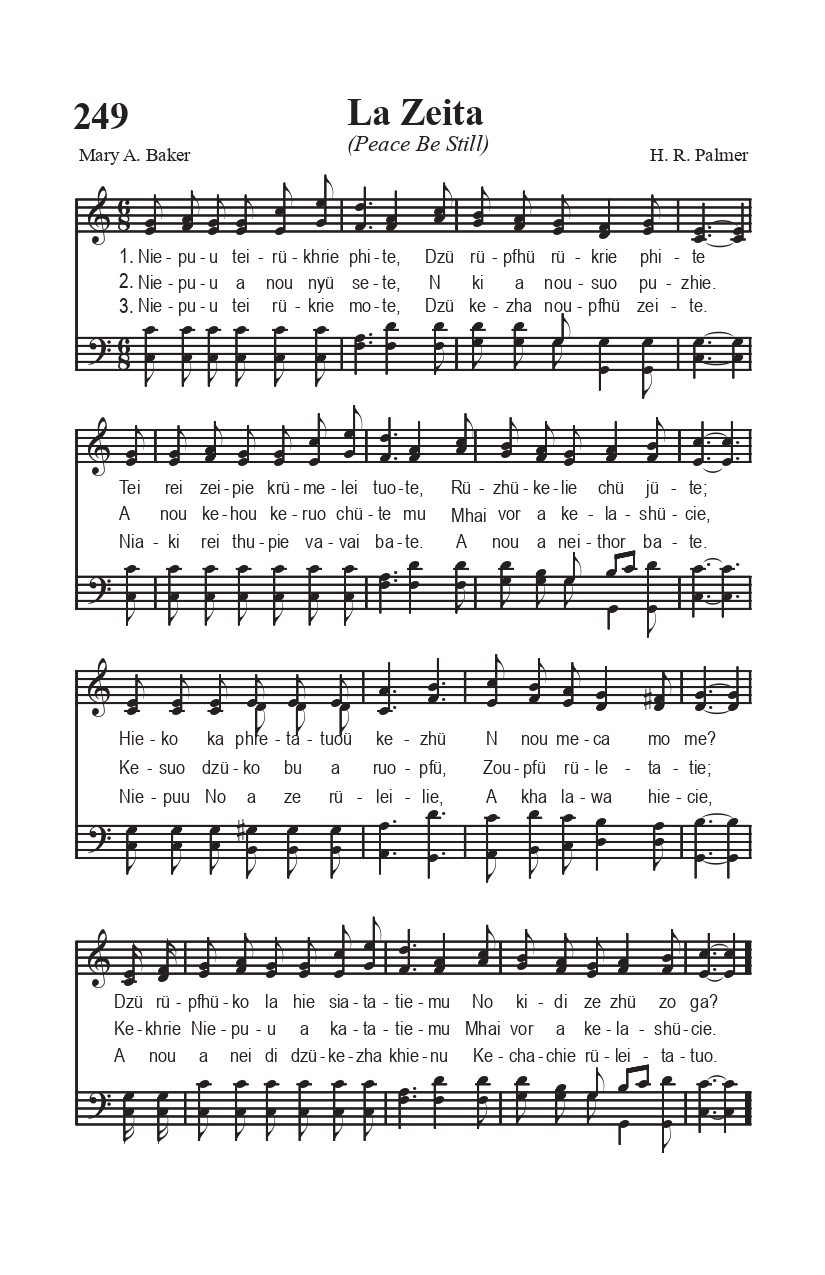 249
La Zeita
(Peace Be Still)
Mary A. Baker
H. R. Palmer
1. Nie - pu - u tei - rü - khrie phi - te, Dzü rü - pfhü rü - krie phi - te
2. Nie - pu - u a nou nyü se - te, N ki a nou - suo pu - zhie.
3. Nie - pu - u tei rü - krie mo - te, Dzü ke - zha nou - pfhü zei - te.
Tei rei zei - pie krü - me - lei tuo - te, Rü - zhü - ke - lie chü jü - te;
A nou ke - hou ke - ruo chü - te mu Mhai vor a ke - la - shü - cie,
Nia - ki rei thu - pie va - vai ba - te. A nou a nei - thor ba - te.
Hie - ko ka phre - ta - tuoü ke - zhü N nou me - ca mo me?
Ke - suo dzü - ko bu a ruo - pfü, Zou - pfü rü - le - ta - tie;
Nie - puu No a ze rü - lei - lie, A kha la - wa hie - cie,
Dzü rü - pfhü - ko la hie sia - ta - tie - mu No ki - di ze zhü zo ga?
Ke - khrie Nie - pu - u a ka - ta - tie - mu Mhai vor a ke - la - shü - cie.
A nou a nei di dzü - ke - zha khie - nu Ke - cha - chie rü - lei - ta - tuo.